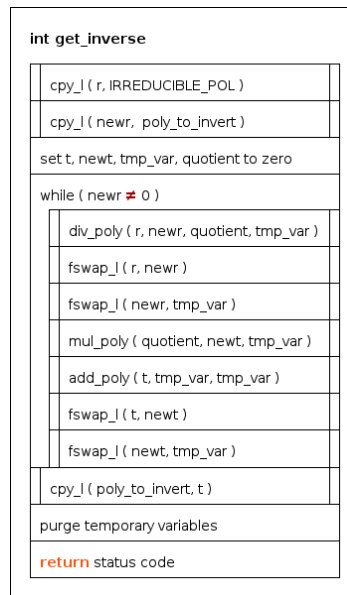 int get_inverse
cpy_l ( r, IRREDUCIBLE_POL )
cpy_l ( newr, poly_to_invert )
set t, newt, tmp_var, quotient to zero
while ( newr ≠ 0 )
div_poly ( r, newr, quotient, tmp_var )
fswap_l ( r, newr )
fswap_l ( newr, tmp_var )
mul_poly ( quotient, newt, tmp_var )
add_poly ( t, tmp_var, tmp_var )
fswap_l ( t, newt )
fswap_l ( newt, tmp_var )
cpy_l ( poly_to_invert, t )
purge temporary variables
return status code